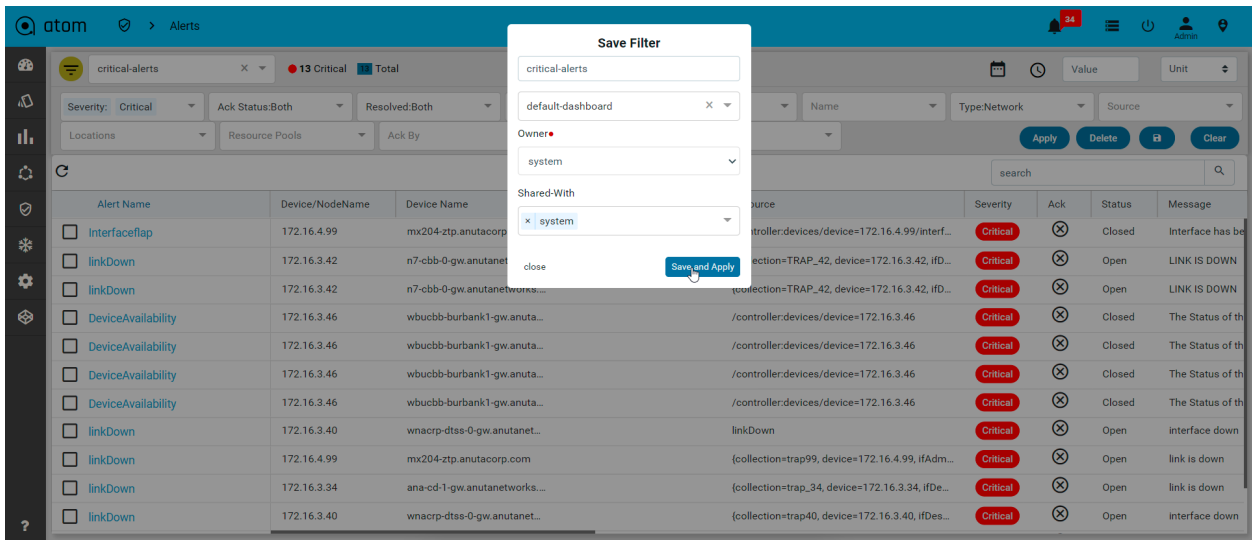 atom > Alerts 34 Admin
Save Filter
critical-alerts × 13 Critical 13 Total Value Unit
critical-alerts
Severity: Critical Ack Status:Both Resolved:Both Name Type:Network Source
default-dashboard ×
Locations Resource Pools Ack By Apply Delete Clear
Owner
system
search
Shared-With
× system
Alert Name Device/NodeName Device Name ource Severity Ack Status Message
Interfaceflap 172.16.4.99 mx204-ztp.anutacorp ntroller:devices/device=172.16.4.99/interf... Critical Closed Interface has be
linkDown 172.16.3.42 n7-cbb-0-gw.anutanet ection=TRAP_42, device=172.16.3.42, ifD... Critical Open LINK IS DOWN
close Save and Apply
linkDown 172.16.3.42 n7-cbb-0-gw.anutanetworks.... {collection=TRAP_42, device=172.16.3.42, ifD... Critical Open LINK IS DOWN
DeviceAvailability 172.16.3.46 wbucbb-burbank1-gw.anuta... /controller:devices/device=172.16.3.46 Critical Closed The Status of th
DeviceAvailability 172.16.3.46 wbucbb-burbank1-gw.anuta... /controller:devices/device=172.16.3.46 Critical Closed The Status of th
DeviceAvailability 172.16.3.46 wbucbb-burbank1-gw.anuta... /controller:devices/device=172.16.3.46 Critical Closed The Status of th
DeviceAvailability 172.16.3.46 wbucbb-burbank1-gw.anuta... /controller:devices/device=172.16.3.46 Critical Closed The Status of th
linkDown 172.16.3.40 wnacrp-dtss-0-gw.anutanet... linkDown Critical Open interface down
linkDown 172.16.4.99 mx204-ztp.anutacorp.com {collection=trap99, device=172.16.4.99, ifAdm... Critical Open link is down
linkDown 172.16.3.34 ana-cd-1-gw.anutanetworks.... {collection=trap_34, device=172.16.3.34, ifDe... Critical Open link is down
linkDown 172.16.3.40 wnacrp-dtss-0-gw.anutanet... {collection=trap40, device=172.16.3.40, ifDes... Critical Open interface down
?